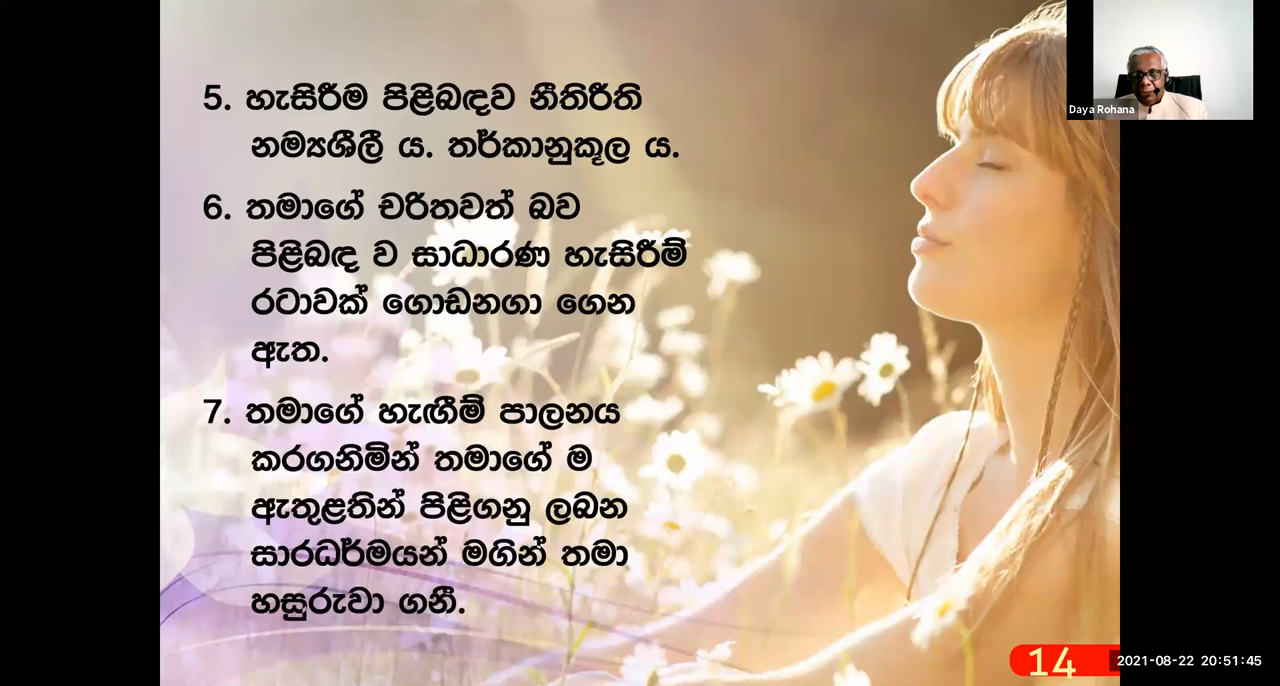 5. හැසිරීම පිළිබඳව නීතිරීති
නම්‍යශීලී ය. තර්කානුකූල ය.
6. තමාගේ චරිතවත් බව
පිළිබඳ ව සාධාරණ හැසිරීම්
රටාවක් ගොඩනගා ගෙන
ඇත.
7. තමාගේ හැඟීම් පාලනය
කරගනිමින් තමාගේ ම
ඇතුළතින් පිළිගනු ලබන
සාරධර්මයන් මගින් තමා
හසුරුවා ගනී.
Daya Rohana
14
2021-08-22 20:51:45